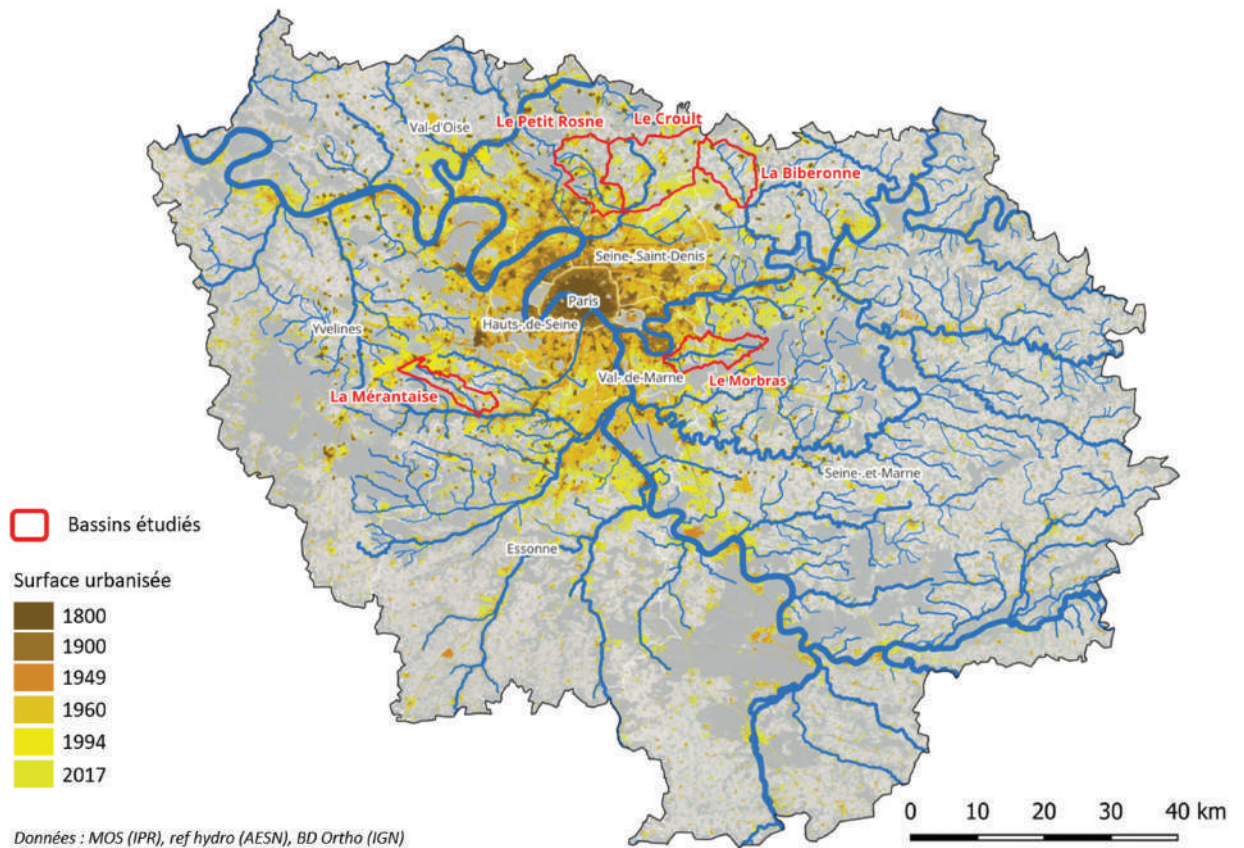 Val-d'Oise
Le Petit Rosne
Le Croult
La Biberonne
Seine-.Saint-Denis
Paris
Hauts-.de-Seine
Yvelines
Val-.de-Marne
Le Morbras
La Mérantaise
Seine-.et-Marne
Essonne
Bassins étudiés
Surface urbanisée
1800
1900
1949
1960
1994
2017
0 10 20 30 40 km
Données : MOS (IPR), ref hydro (AESN), BD Ortho (IGN)